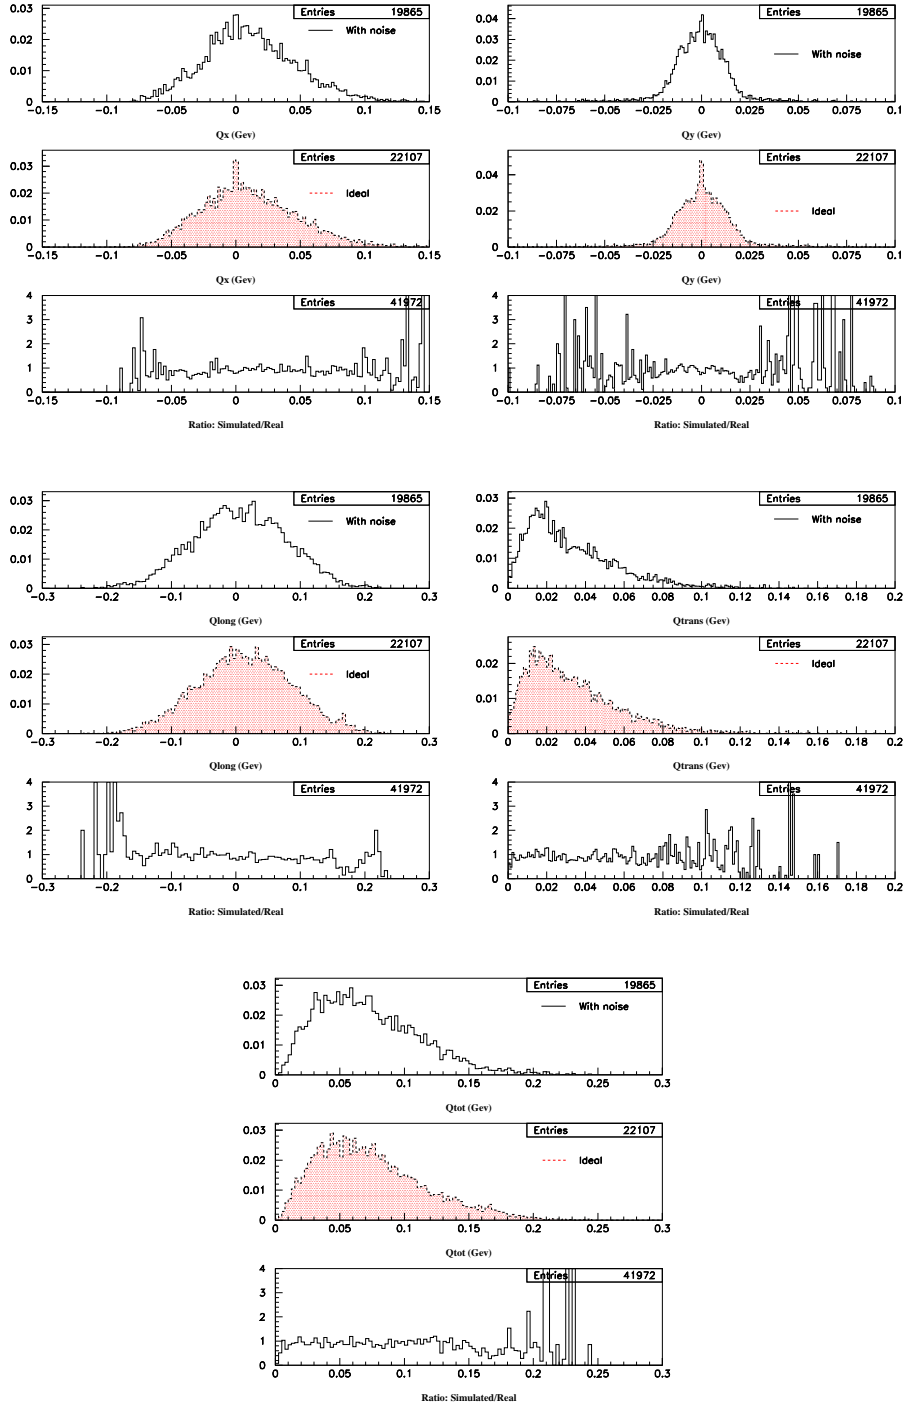 Entries 19865
With noise
0.03
0.02
0.01
0
−0.15 −0.1 −0.05 0 0.05 0.1 0.15
Qx (Gev)
Entries 19865
With noise
0.04
0.03
0.02
0.01
0
−0.1 −0.075 −0.05 −0.025 0 0.025 0.05 0.075 0.1
Qy (Gev)
Entries 22107
Ideal
0.03
0.02
0.01
0
−0.15 −0.1 −0.05 0 0.05 0.1 0.15
Qx (Gev)
Entries 22107
Ideal
0.04
0.02
0
−0.1 −0.075 −0.05 −0.025 0 0.025 0.05 0.075 0.1
Qy (Gev)
Entries 41972
4
3
2
1
0
−0.15 −0.1 −0.05 0 0.05 0.1 0.15
Ratio: Simulated/Real
Entries 41972
4
3
2
1
0
−0.1 −0.075 −0.05 −0.025 0 0.025 0.05 0.075 0.1
Ratio: Simulated/Real
Entries 19865
With noise
0.03
0.02
0.01
0
−0.3 −0.2 −0.1 0 0.1 0.2 0.3
Qlong (Gev)
Entries 19865
With noise
0.03
0.02
0.01
0
0 0.02 0.04 0.06 0.08 0.1 0.12 0.14 0.16 0.18 0.2
Qtrans (Gev)
Entries 22107
Ideal
0.03
0.02
0.01
0
−0.3 −0.2 −0.1 0 0.1 0.2 0.3
Qlong (Gev)
Entries 22107
Ideal
0.02
0.01
0
0 0.02 0.04 0.06 0.08 0.1 0.12 0.14 0.16 0.18 0.2
Qtrans (Gev)
Entries 41972
4
3
2
1
0
−0.3 −0.2 −0.1 0 0.1 0.2 0.3
Ratio: Simulated/Real
Entries 41972
4
3
2
1
0
0 0.02 0.04 0.06 0.08 0.1 0.12 0.14 0.16 0.18 0.2
Ratio: Simulated/Real
Entries 19865
With noise
0.03
0.02
0.01
0
0 0.05 0.1 0.15 0.2 0.25 0.3
Qtot (Gev)
Entries 22107
Ideal
0.03
0.02
0.01
0
0 0.05 0.1 0.15 0.2 0.25 0.3
Qtot (Gev)
Entries 41972
4
3
2
1
0
0 0.05 0.1 0.15 0.2 0.25 0.3
Ratio: Simulated/Real